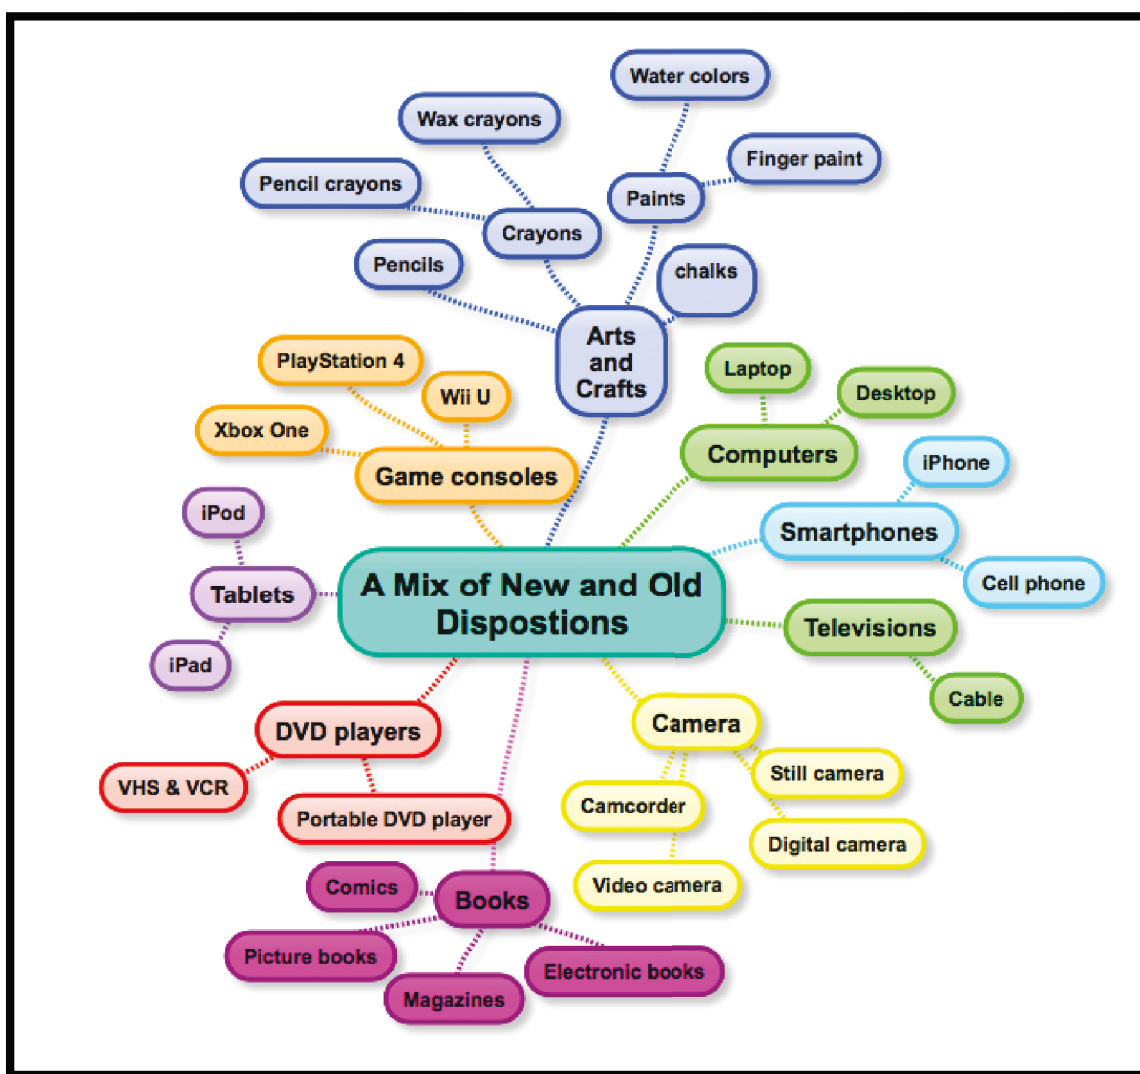 Water colors
Wax crayons
Finger paint
Pencil crayons
Paints
Crayons
Pencils
chalks
Arts
and
Crafts
PlayStation 4
Wii U
Xbox One
Game consoles
Laptop
Desktop
Computers
iPhone
Smartphones
Cell phone
iPod
Tablets
iPad
A Mix of New and Old
Dispostions
Televisions
Cable
DVD players
VHS & VCR
Portable DVD player
Camera
Still camera
Camcorder
Digital camera
Video camera
Comics
Books
Picture books
Magazines
Electronic books